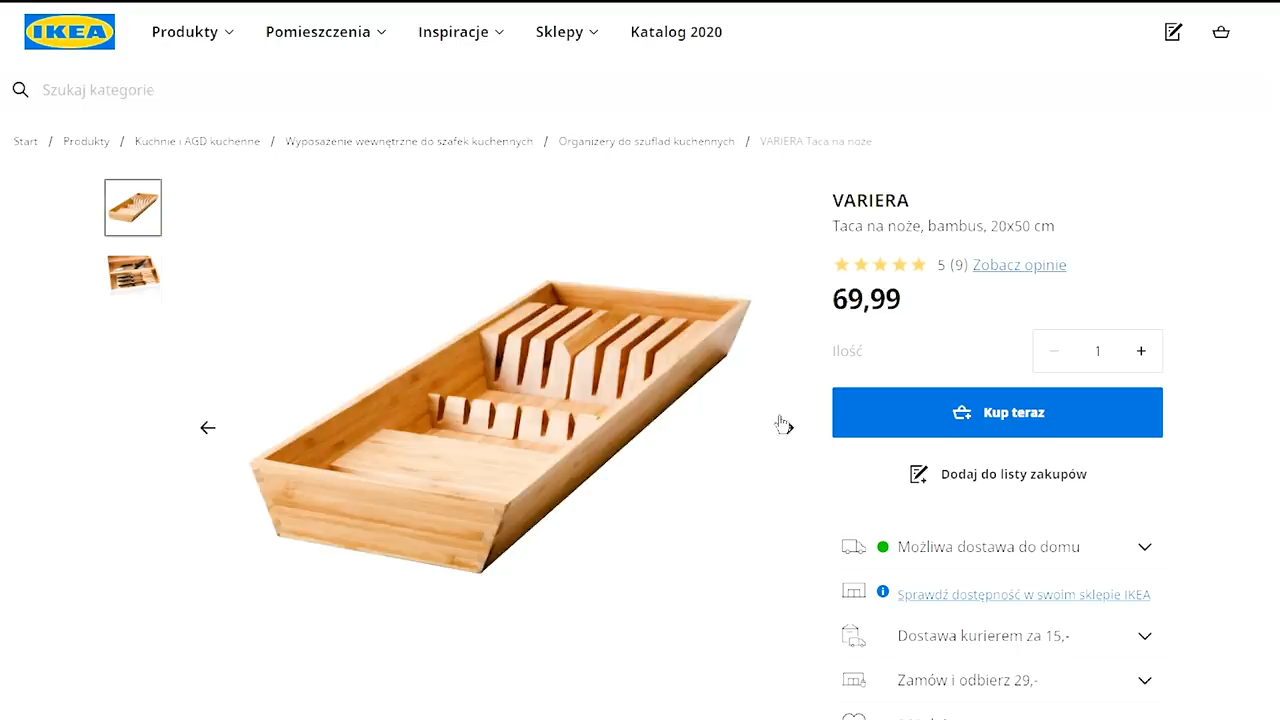 IKEA
Produkty
Pomieszczenia
Inspiracje
Sklepy
Katalog 2020
Szukaj kategorie
Start / Produkty / Kuchnie i AGD kuchenne / Wyposażenie wewnętrzne do szafek kuchennych / Organizery do szuflad kuchennych / VARIERA Taca na noże
VARIERA
Taca na noże, bambus, 20x50 cm
5 (9) Zobacz opinie
69,99
Ilość
− 1 +
Kup teraz
Dodaj do listy zakupów
Możliwa dostawa do domu
Sprawdź dostępność w swoim sklepie IKEA
Dostawa kurierem za 15,-
Zamów i odbierz 29,-